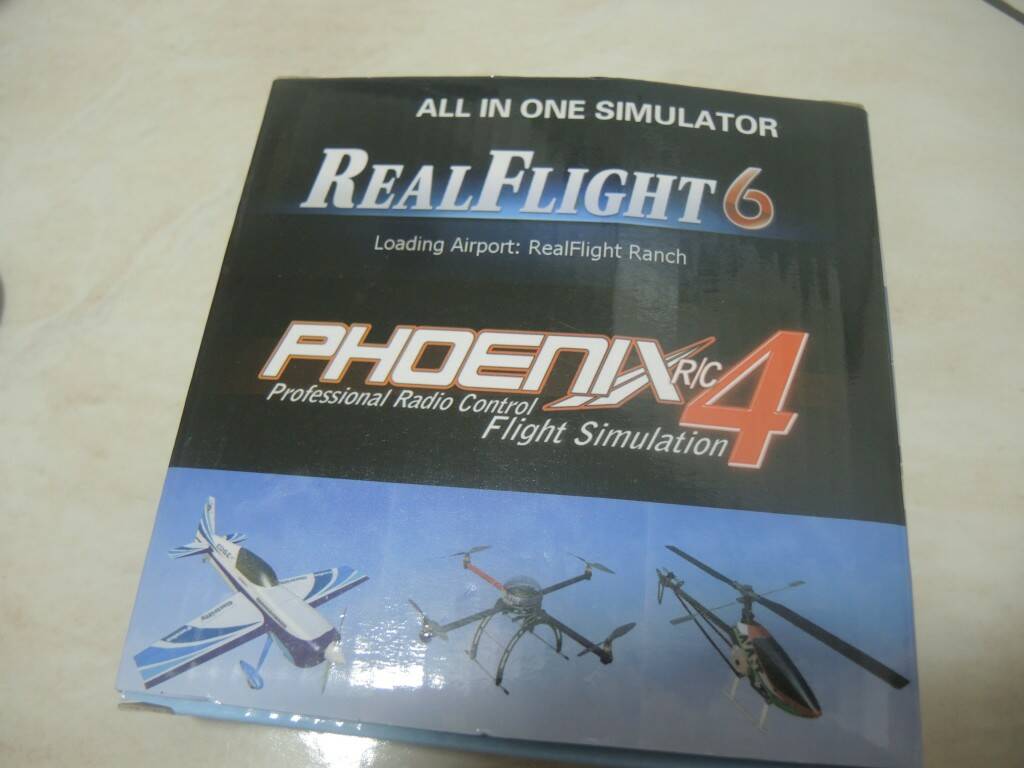 ALL IN ONE SIMULATOR
REALFLIGHT 6
Loading Airport: RealFlight Ranch
PHOENIX R/C 4
Professional Radio Control
Flight Simulation